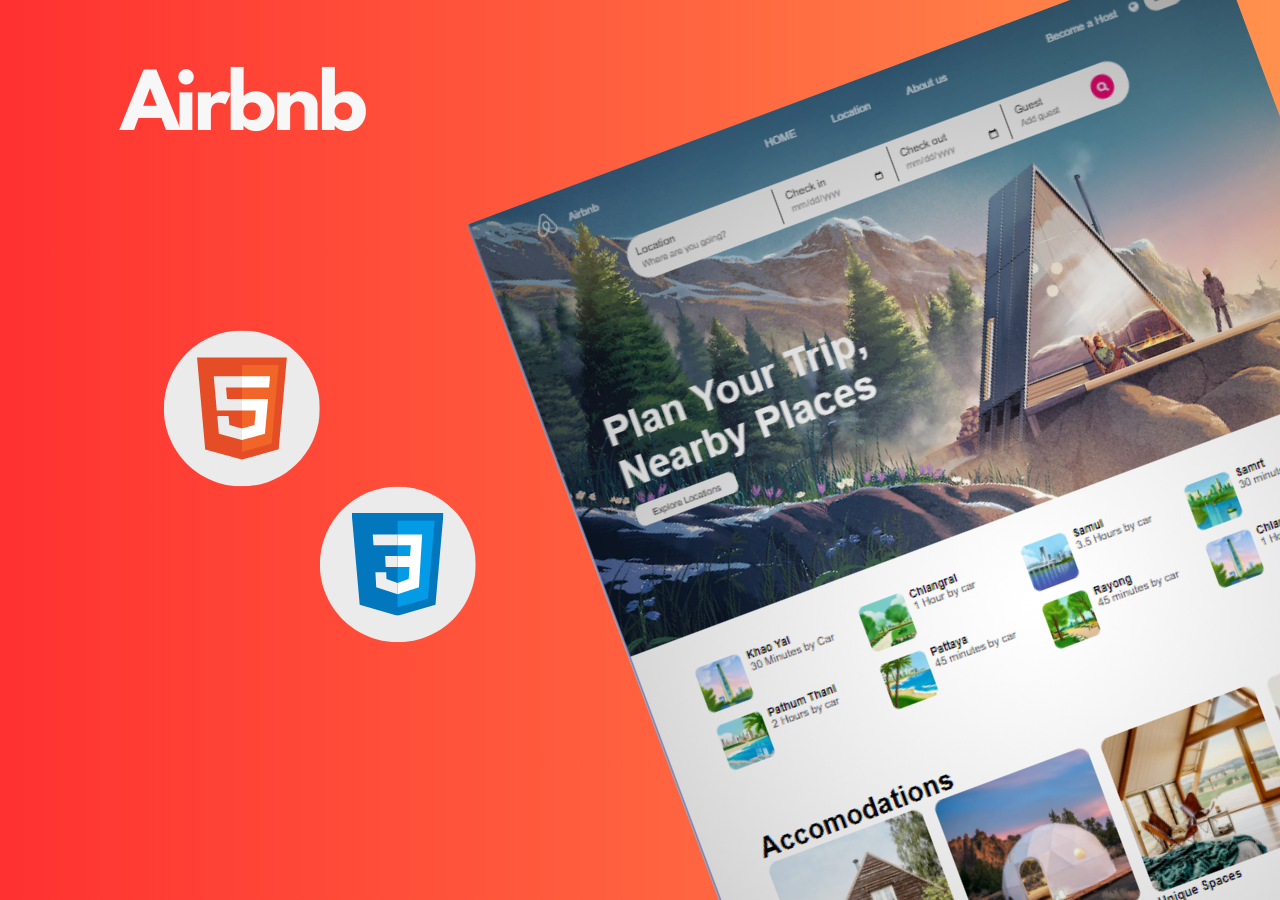 Airbnb
Become a Host
HOME
Location
About us
Airbnb
Location
Where are you going?
Check in
mm/dd/yyyy
Check out
mm/dd/yyyy
Guest
Add guest
Plan Your Trip,
Nearby Places
Explore Locations
5
3
Khao Yai
30 Minutes by Car
Chiangrai
1 Hour by car
Samui
3.5 Hours by car
Samrt
30 minute
Pathum Thani
2 Hours by car
Pattaya
45 minutes by car
Rayong
45 minutes by car
1 Ho
Accomodations
Unique Spaces